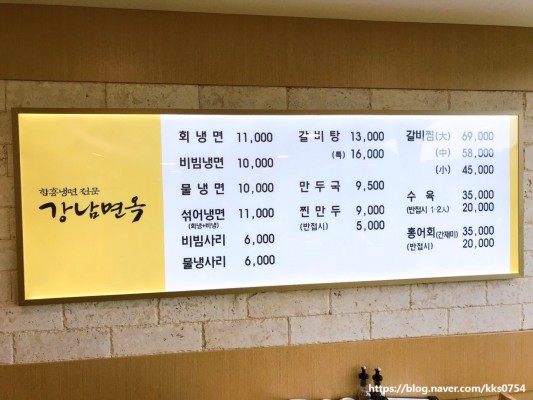 함흥냉면 전문
강남면옥
회 냉 면 11,000
비빔냉면 10,000
물 냉 면 10,000
섞어냉면 11,000
(회냉+비냉)
비빔사리 6,000
물냉사리 6,000
갈 비 탕 13,000
(특) 16,000
만 두 국 9,500
찐 만 두 9,000
(반접시) 5,000
갈비찜(大) 69,000
(中) 58,000
(小) 45,000
수 육 35,000
(반접시 1-2人) 20,000
홍어회(간재미) 35,000
(반접시) 20,000
https://blog.naver.com/kks0754